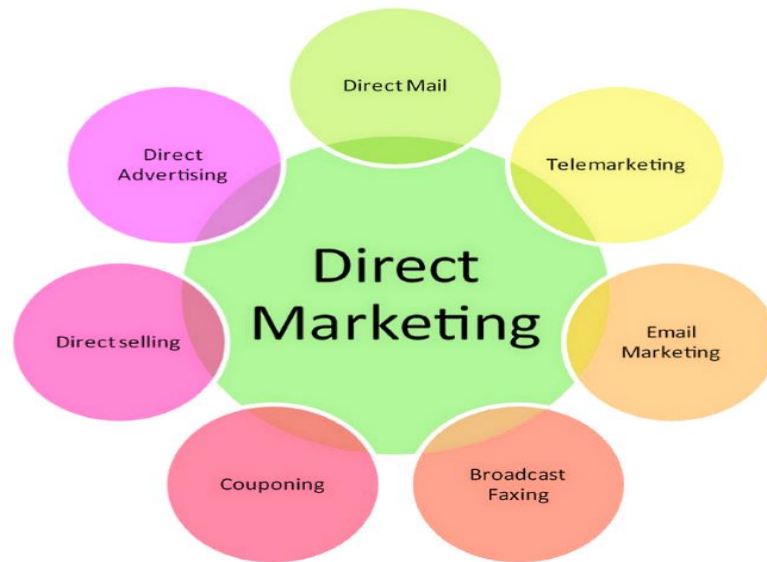 Direct Mail
Telemarketing
Email
Marketing
Broadcast
Faxing
Couponing
Direct selling
Direct
Advertising
Direct
Marketing